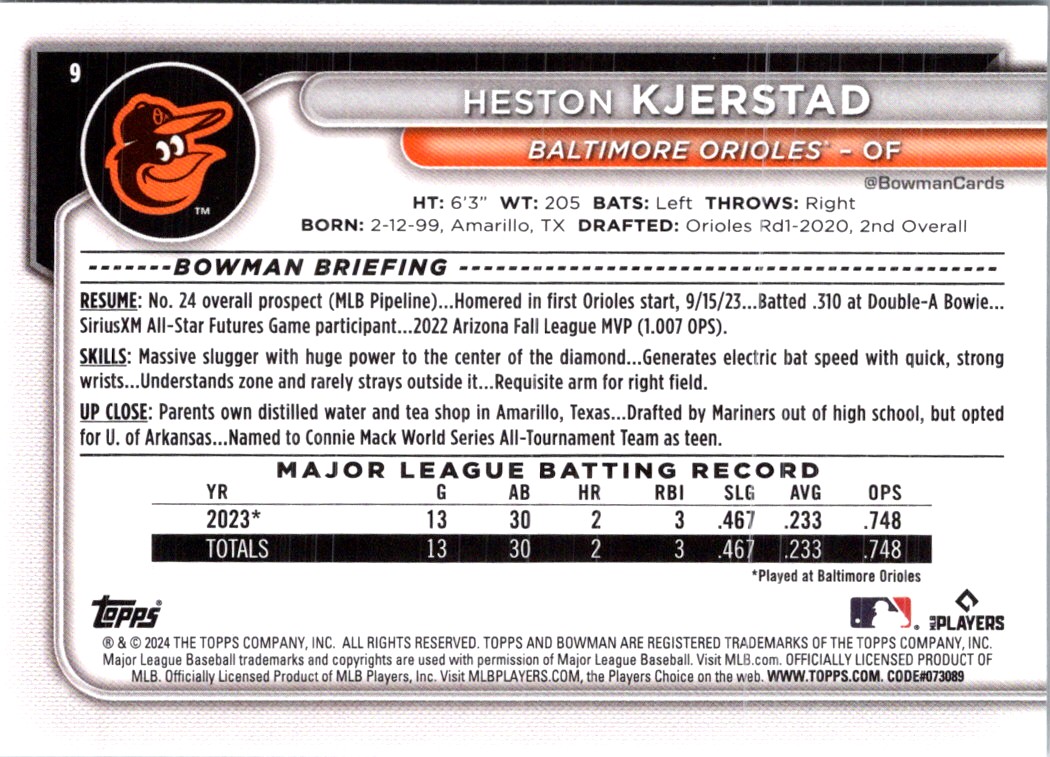 9
HESTON KJERSTAD
BALTIMORE ORIOLES™ – OF
@BowmanCards
HT: 6'3" WT: 205 BATS: Left THROWS: Right
BORN: 2-12-99, Amarillo, TX DRAFTED: Orioles Rd1-2020, 2nd Overall
TM
BOWMAN BRIEFING
RESUME: No. 24 overall prospect (MLB Pipeline)...Homered in first Orioles start, 9/15/23...Batted .310 at Double-A Bowie...
SiriusXM All-Star Futures Game participant...2022 Arizona Fall League MVP (1.007 OPS).
SKILLS: Massive slugger with huge power to the center of the diamond...Generates electric bat speed with quick, strong
wrists...Understands zone and rarely strays outside it...Requisite arm for right field.
UP CLOSE: Parents own distilled water and tea shop in Amarillo, Texas...Drafted by Mariners out of high school, but opted
for U. of Arkansas...Named to Connie Mack World Series All-Tournament Team as teen.
MAJOR LEAGUE BATTING RECORD
YR G AB HR RBI SLG AVG OPS
2023* 13 30 2 3 .467 .233 .748
TOTALS 13 30 2 3 .467 .233 .748
*Played at Baltimore Orioles
Topps®
MLB PLAYERS
® & © 2024 THE TOPPS COMPANY, INC. ALL RIGHTS RESERVED. TOPPS AND BOWMAN ARE REGISTERED TRADEMARKS OF THE TOPPS COMPANY, INC.
Major League Baseball trademarks and copyrights are used with permission of Major League Baseball. Visit MLB.com. OFFICIALLY LICENSED PRODUCT OF
MLB. Officially Licensed Product of MLB Players, Inc. Visit MLBPLAYERS.COM, the Players Choice on the web. WWW.TOPPS.COM. CODE#073089